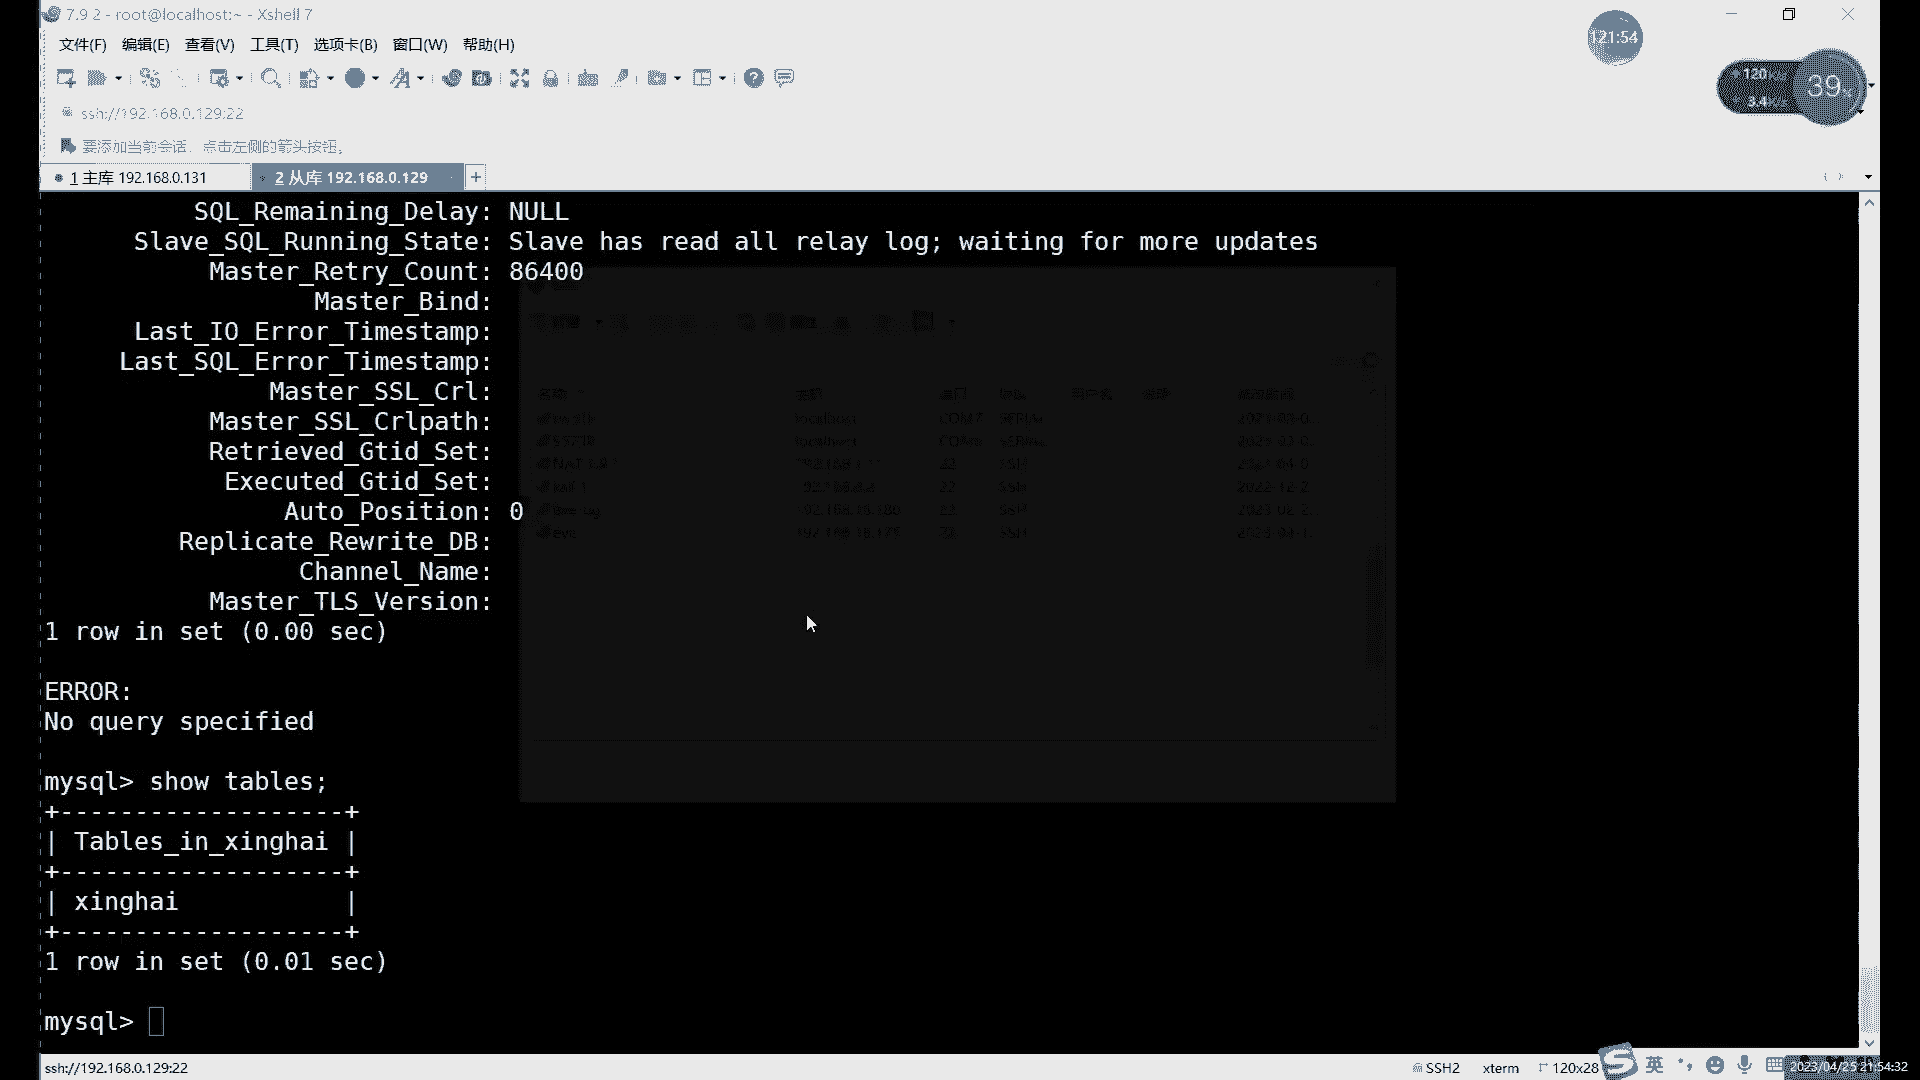 7.9 2 - root@localhost:~ - Xshell 7
21:54
文件(F) 编辑(E) 查看(V) 工具(T) 选项卡(B) 窗口(W) 帮助(H)
39
ssh://192.168.0.129:22
要添加当前会话，点击左侧的箭头按钮。
1 主库 192.168.0.131
2 从库 192.168.0.129
SQL_Remaining_Delay: NULL
Slave_SQL_Running_State: Slave has read all relay log; waiting for more updates
Master_Retry_Count: 86400
Master_Bind:
Last_IO_Error_Timestamp:
Last_SQL_Error_Timestamp:
Master_SSL_Crl:
Master_SSL_Crlpath:
Retrieved_Gtid_Set:
Executed_Gtid_Set:
Auto_Position: 0
Replicate_Rewrite_DB:
Channel_Name:
Master_TLS_Version:
1 row in set (0.00 sec)
ERROR:
No query specified
mysql> show tables;
+-------------------+
| Tables_in_xinghai |
+-------------------+
| xinghai           |
+-------------------+
1 row in set (0.01 sec)
mysql>
ssh://192.168.0.129:22
SSH2 xterm 120x28
英
2023/04/25 21:54:32